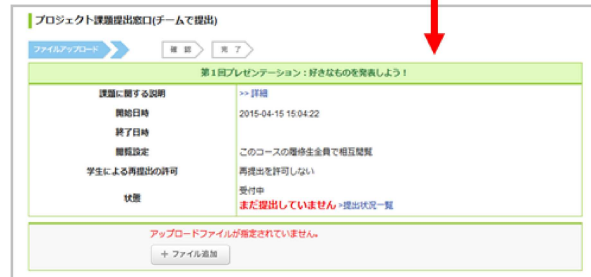 プロジェクト課題提出窓口(チームで提出)
ファイルアップロード
確認
完了
第1回プレゼンテーション：好きなものを発表しよう！
課題に関する説明 >> 詳細
開始日時 2015-04-15 15:04:22
終了日時
閲覧設定 このコースの履修生全員で相互閲覧
学生による再提出の許可 再提出を許可しない
状態 受付中
まだ提出していません >提出状況一覧
アップロードファイルが指定されていません。
+ ファイル追加